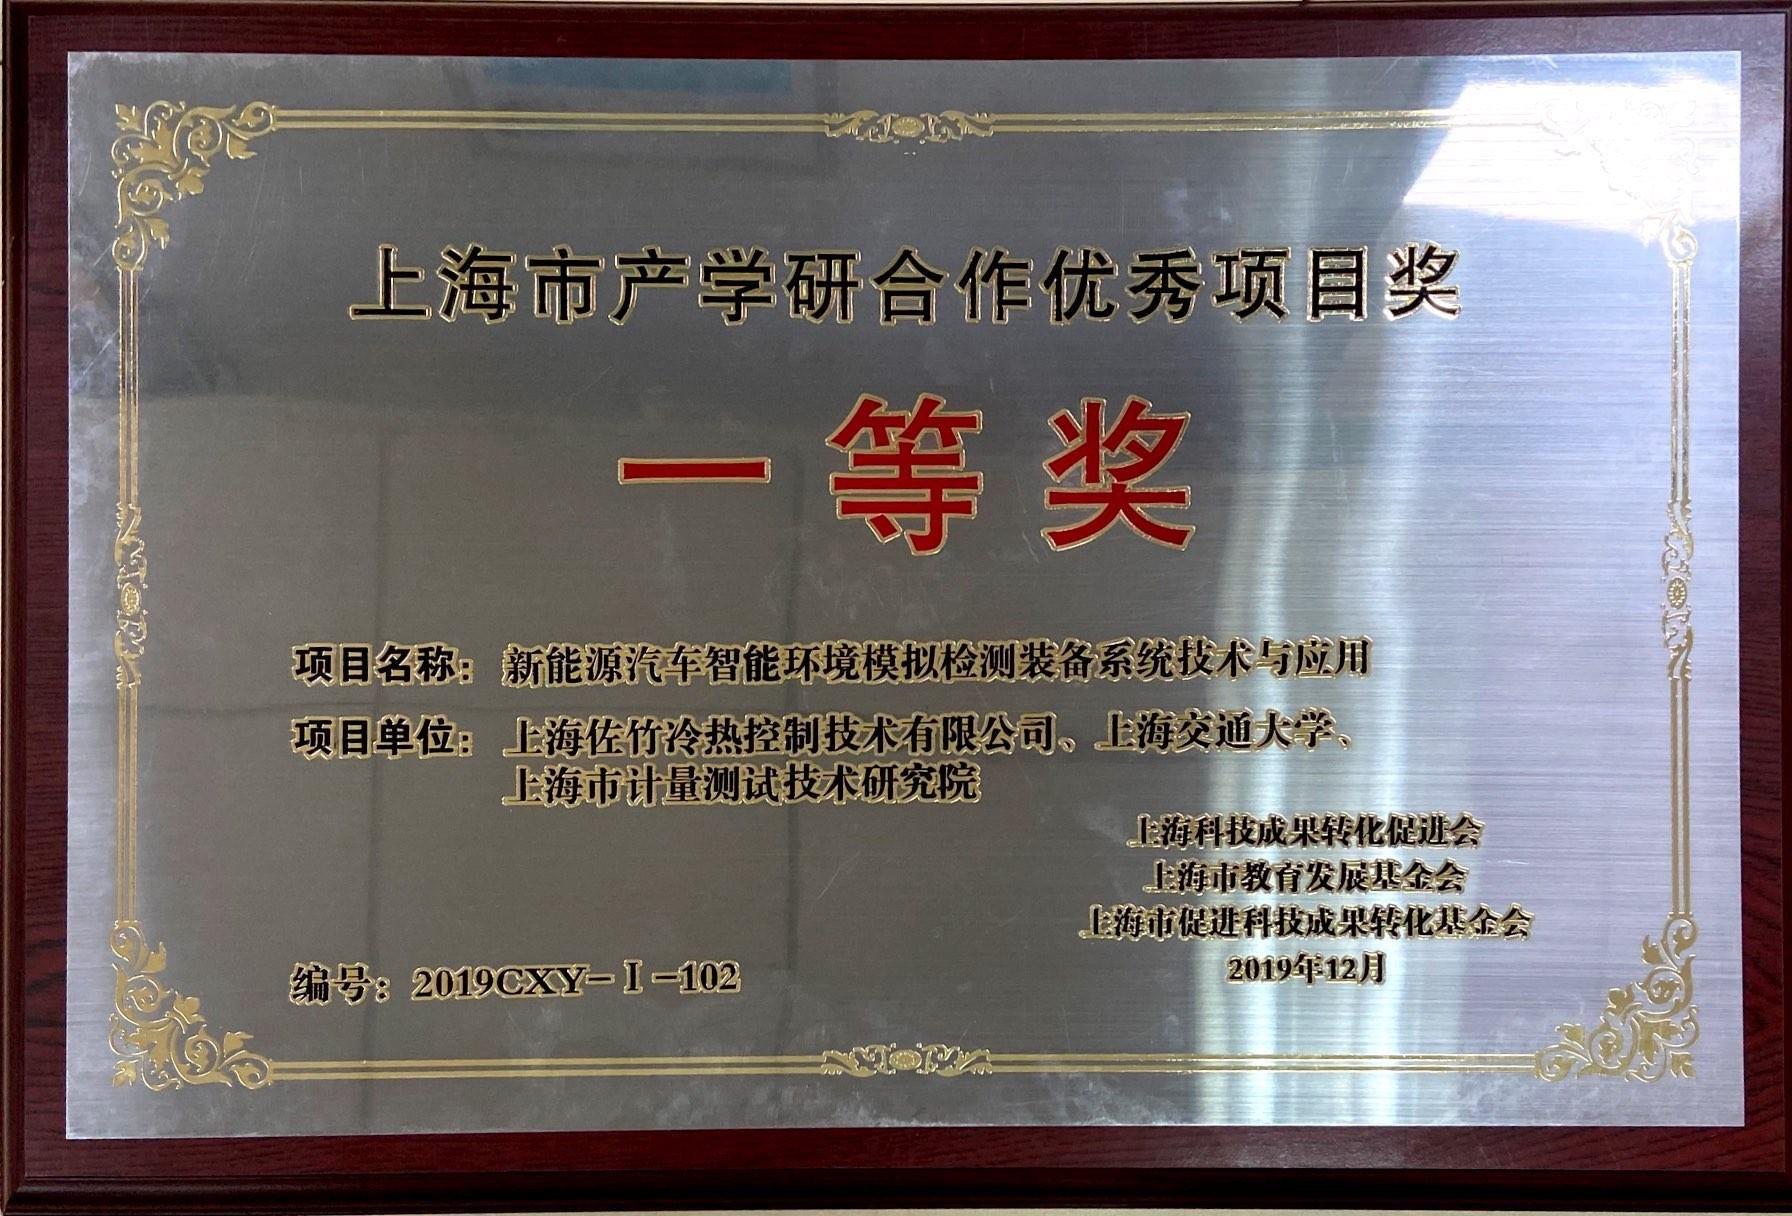 上海市产学研合作优秀项目奖
一等奖
项目名称：新能源汽车智能环境模拟检测装备系统技术与应用
项目单位：上海佐竹冷热控制技术有限公司、上海交通大学、
上海市计量测试技术研究院
上海科技成果转化促进会
上海市教育发展基金会
上海市促进科技成果转化基金会
2019年12月
编号：2019CXY-Ⅰ-102